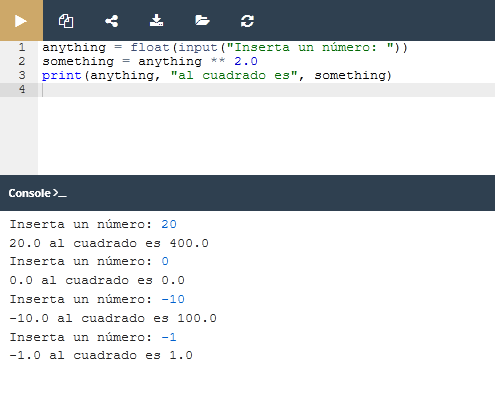 1 anything = float(input("Inserta un número: "))
2 something = anything ** 2.0
3 print(anything, "al cuadrado es", something)
4
Console >_
Inserta un número: 20
20.0 al cuadrado es 400.0
Inserta un número: 0
0.0 al cuadrado es 0.0
Inserta un número: -10
-10.0 al cuadrado es 100.0
Inserta un número: -1
-1.0 al cuadrado es 1.0